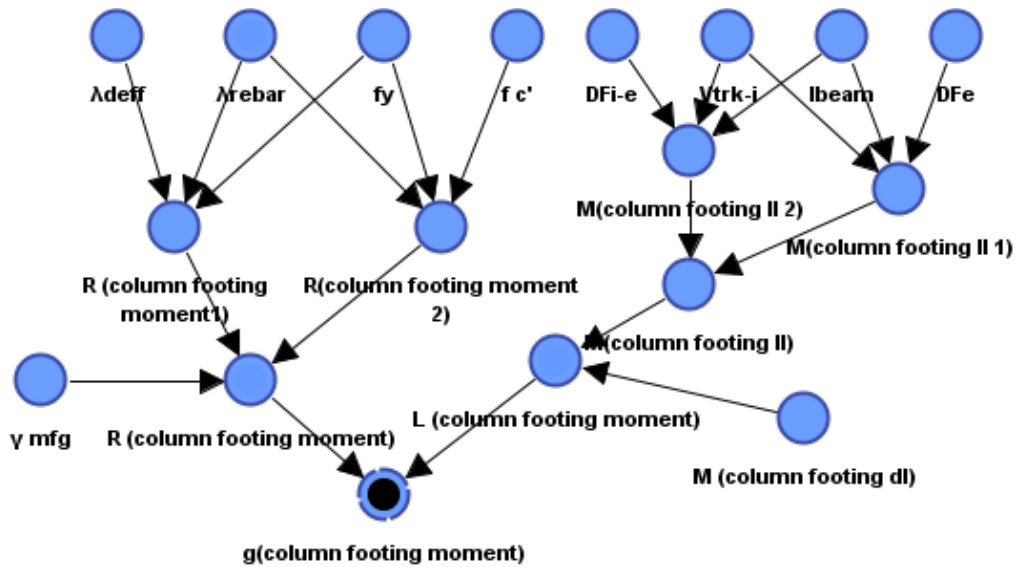 λdeff
λrebar
fy
f c'
DFi-e
Vtrk-i
Ibeam
DFe
M(column footing ll 2)
M(column footing ll 1)
R (column footing
moment1)
R(column footing moment
2)
M(column footing ll)
L (column footing moment)
γ mfg
R (column footing moment)
M (column footing dl)
g(column footing moment)